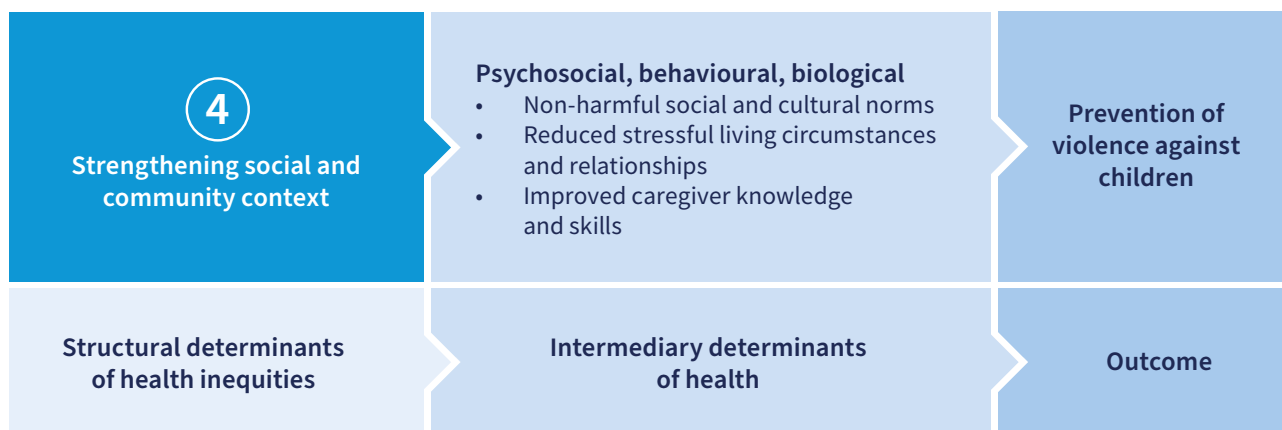 4
Strengthening social and
community context
Psychosocial, behavioural, biological
• Non-harmful social and cultural norms
• Reduced stressful living circumstances
and relationships
• Improved caregiver knowledge
and skills
Prevention of
violence against
children
Structural determinants
of health inequities
Intermediary determinants
of health
Outcome